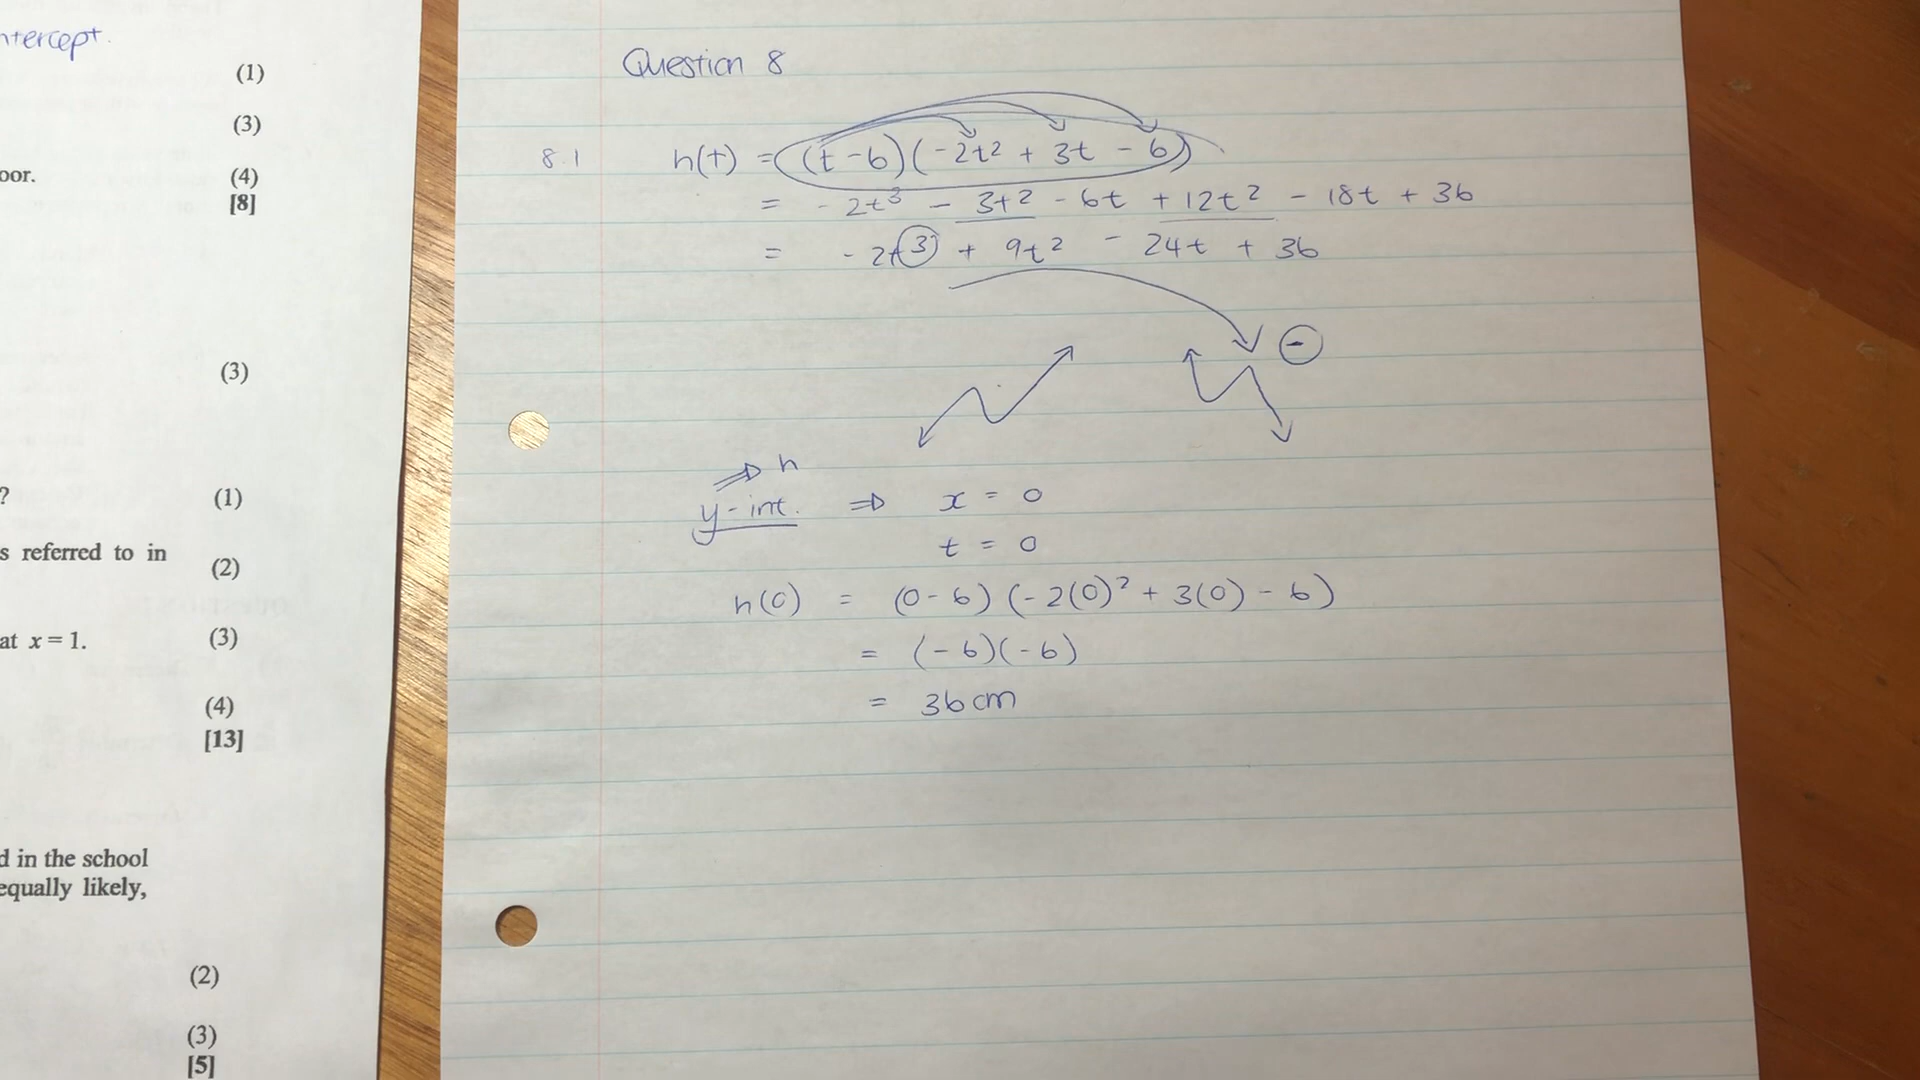 ntercept.
(1)
(3)
oor.
(4)
[8]
(3)
?
(1)
s referred to in
(2)
at x = 1.
(3)
(4)
[13]
d in the school
equally likely,
(2)
(3)
[5]
Question 8
8.1 h(t) = (t - 6)(-2t² + 3t - 6)
= - 2t³ - 3t² - 6t + 12t² - 18t + 36
= - 2t³ + 9t² - 24t + 36
-
⇒ h
y-int. ⇒ x = 0
t = 0
h(0) = (0 - 6)(-2(0)² + 3(0) - 6)
= (-6)(-6)
= 36cm